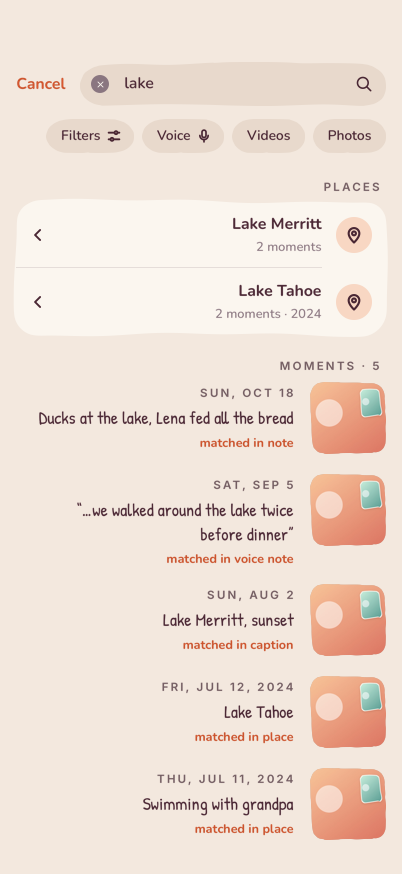 Cancel
lake
Filters
Voice
Videos
Photos
PLACES
Lake Merritt
2 moments
Lake Tahoe
2 moments · 2024
MOMENTS · 5
SUN, OCT 18
Ducks at the lake, Lena fed all the bread
matched in note
SAT, SEP 5
“…we walked around the lake twice
before dinner”
matched in voice note
SUN, AUG 2
Lake Merritt, sunset
matched in caption
FRI, JUL 12, 2024
Lake Tahoe
matched in place
THU, JUL 11, 2024
Swimming with grandpa
matched in place